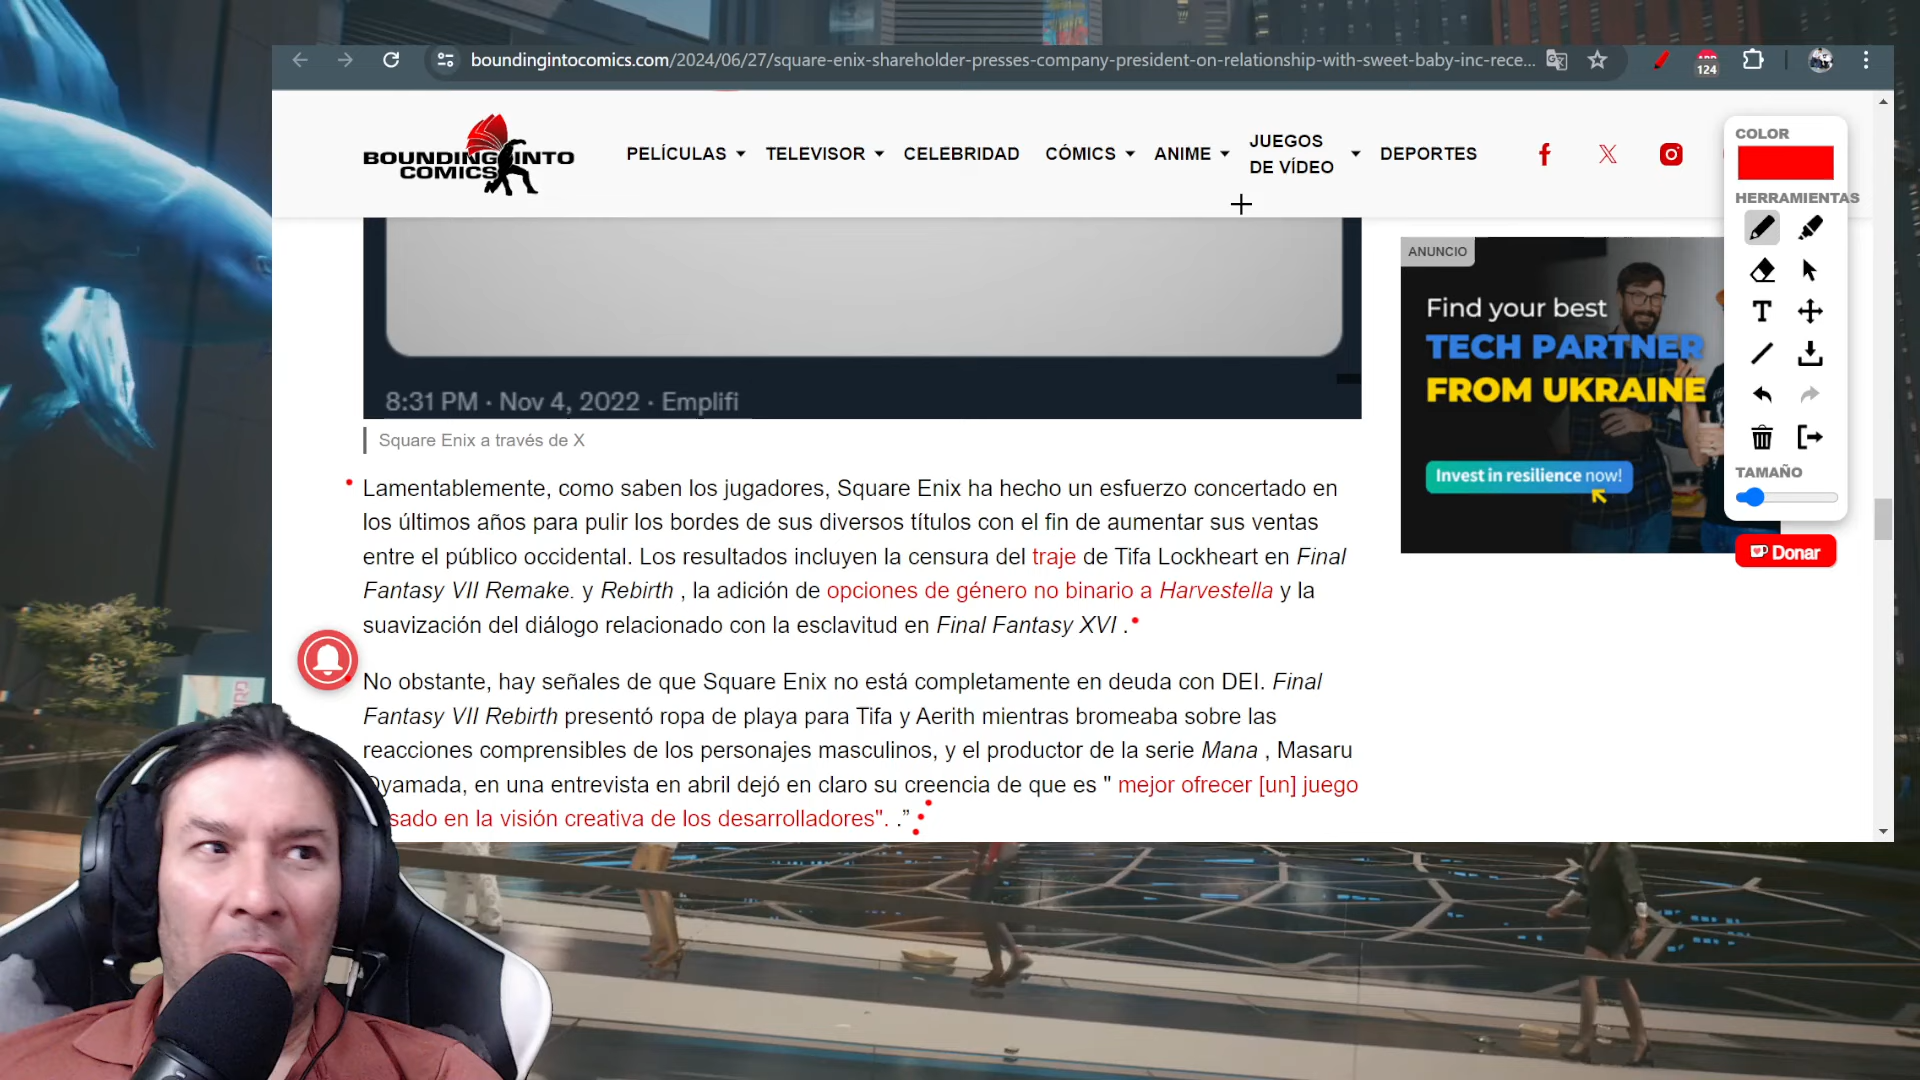 boundingintocomics.com/2024/06/27/square-enix-shareholder-presses-company-president-on-relationship-with-sweet-baby-inc-rece...
124
BOUNDING INTO
COMICS
PELÍCULAS
TELEVISOR
CELEBRIDAD
CÓMICS
ANIME
JUEGOS
DE VÍDEO
DEPORTES
COLOR
HERRAMIENTAS
TAMAÑO
Donar
ANUNCIO
Find your best
TECH PARTNER
FROM UKRAINE
Invest in resilience now!
8:31 PM · Nov 4, 2022 · Emplifi
Square Enix a través de X
Lamentablemente, como saben los jugadores, Square Enix ha hecho un esfuerzo concertado en
los últimos años para pulir los bordes de sus diversos títulos con el fin de aumentar sus ventas
entre el público occidental. Los resultados incluyen la censura del traje de Tifa Lockheart en Final
Fantasy VII Remake. y Rebirth , la adición de opciones de género no binario a Harvestella y la
suavización del diálogo relacionado con la esclavitud en Final Fantasy XVI .
No obstante, hay señales de que Square Enix no está completamente en deuda con DEI. Final
Fantasy VII Rebirth presentó ropa de playa para Tifa y Aerith mientras bromeaba sobre las
reacciones comprensibles de los personajes masculinos, y el productor de la serie Mana , Masaru
Oyamada, en una entrevista en abril dejó en claro su creencia de que es " mejor ofrecer [un] juego
sado en la visión creativa de los desarrolladores". .”